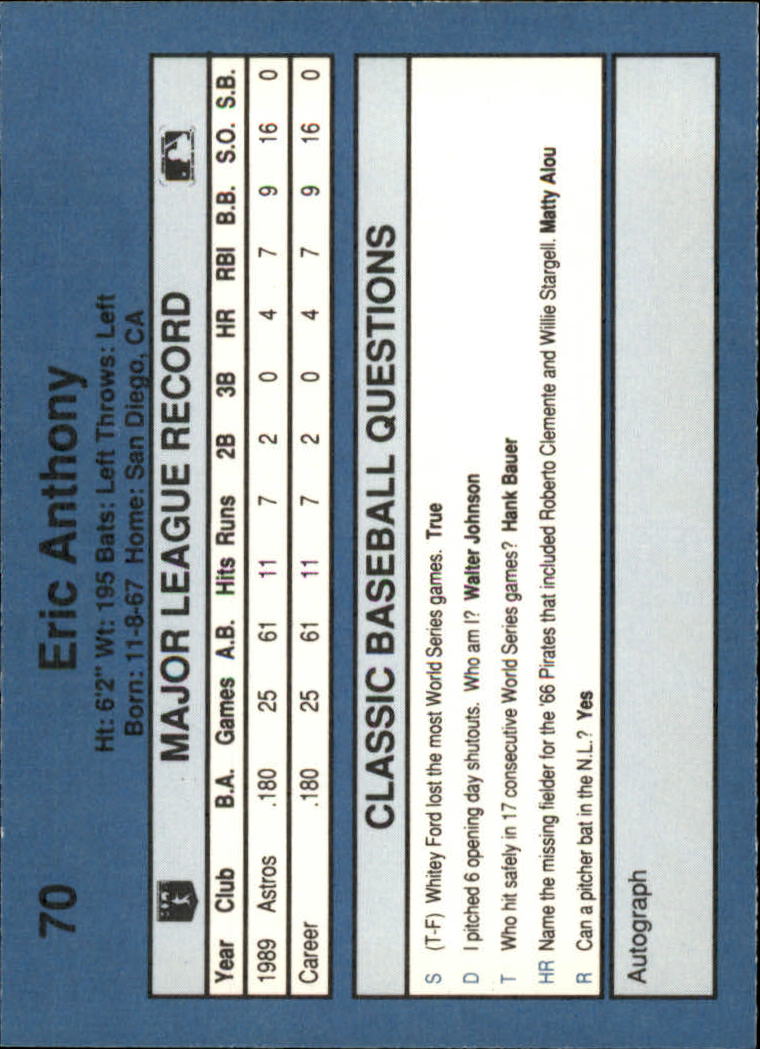 70 Eric Anthony
Ht: 6'2" Wt: 195 Bats: Left Throws: Left
Born: 11-8-67 Home: San Diego, CA
MAJOR LEAGUE RECORD
Year Club B.A. Games A.B. Hits Runs 2B 3B HR RBI B.B. S.O. S.B.
1989 Astros .180 25 61 11 7 2 0 4 7 9 16 0
Career .180 25 61 11 7 2 0 4 7 9 16 0
CLASSIC BASEBALL QUESTIONS
S (T-F) Whitey Ford lost the most World Series games. True
D I pitched 6 opening day shutouts. Who am I? Walter Johnson
T Who hit safely in 17 consecutive World Series games? Hank Bauer
HR Name the missing fielder for the '66 Pirates that included Roberto Clemente and Willie Stargell. Matty Alou
R Can a pitcher bat in the N.L.? Yes
Autograph